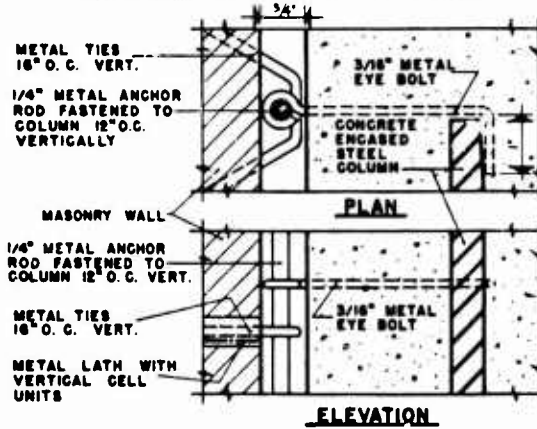 3/4"
METAL TIES
16" O. C. VERT.
1/4" METAL ANCHOR
ROD FASTENED TO
COLUMN 12" O.C.
VERTICALLY
3/16" METAL
EYE BOLT
CONCRETE
ENCASED
STEEL
COLUMN
1"
PLAN
MASONRY WALL
1/4" METAL ANCHOR
ROD FASTENED TO
COLUMN 12" O.C. VERT.
METAL TIES
16" O. C. VERT.
3/16" METAL
EYE BOLT
METAL LATH WITH
VERTICAL CELL
UNITS
ELEVATION